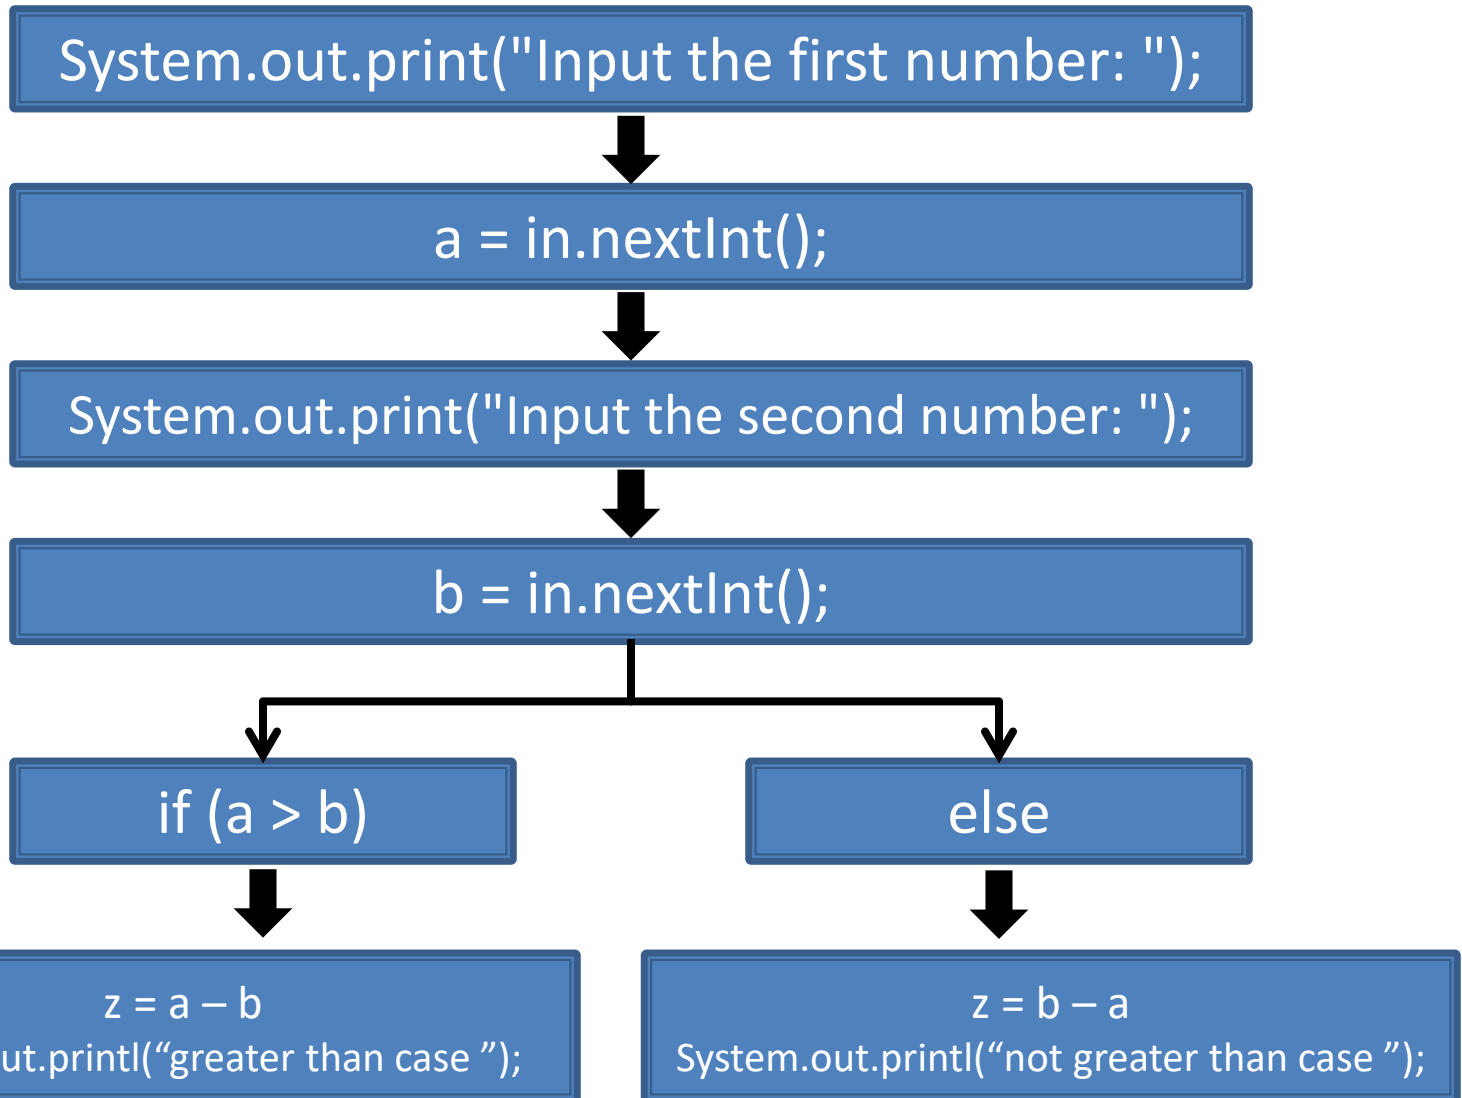 System.out.print("Input the first number: ");
a = in.nextInt();
System.out.print("Input the second number: ");
b = in.nextInt();
if (a > b)
else
z = a – b
ut.printl(“greater than case ”);
z = b – a
System.out.printl(“not greater than case ”);